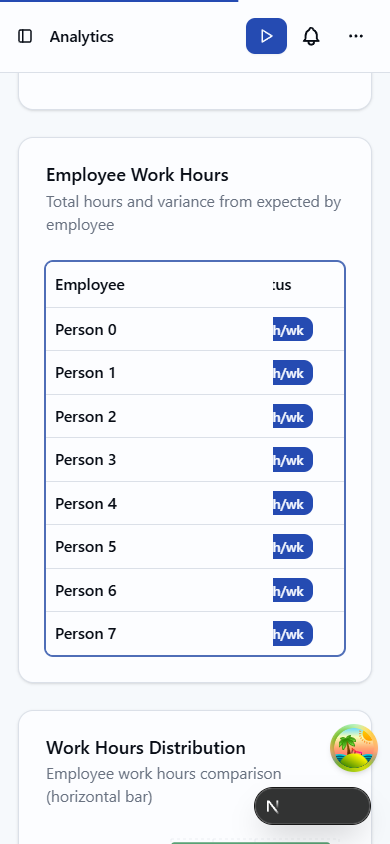 Analytics
Employee Work Hours
Total hours and variance from expected by
employee
Employee tus
Person 0 h/wk
Person 1 h/wk
Person 2 h/wk
Person 3 h/wk
Person 4 h/wk
Person 5 h/wk
Person 6 h/wk
Person 7 h/wk
Work Hours Distribution
Employee work hours comparison
(horizontal bar)
N